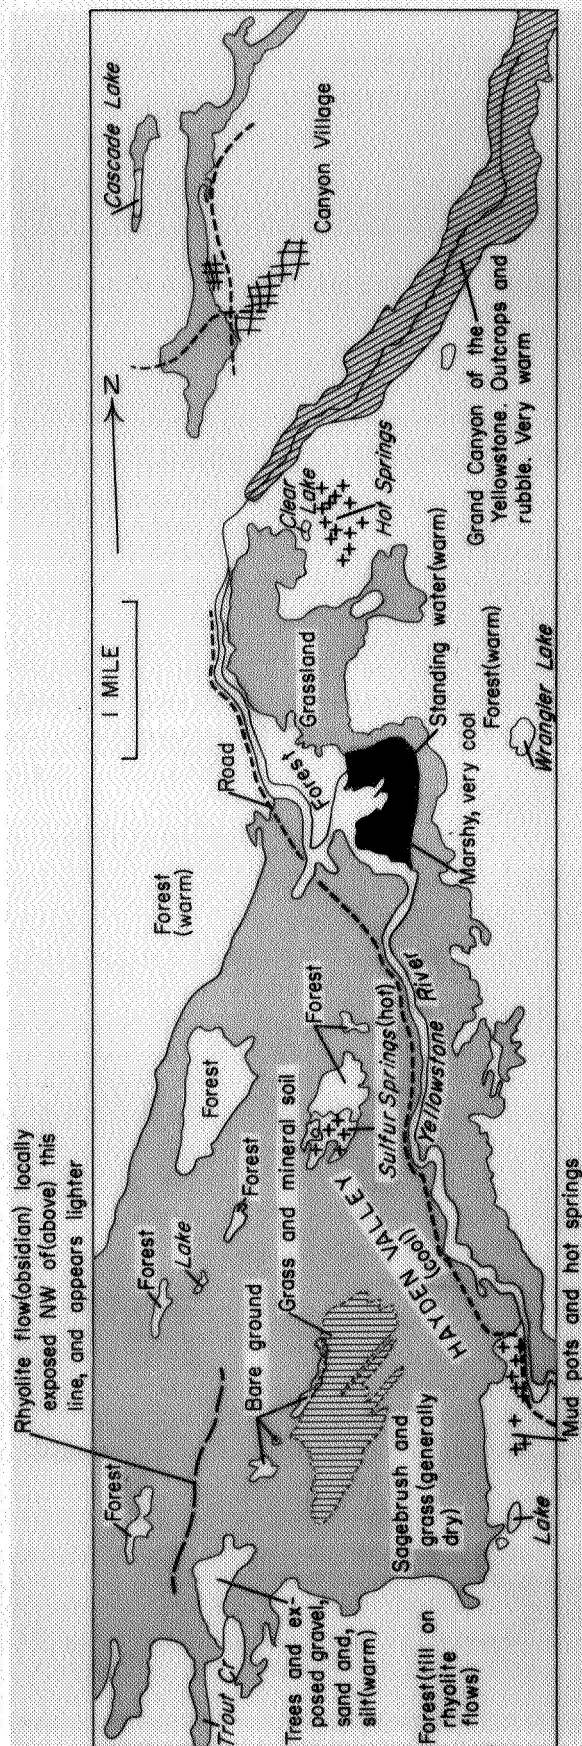 Rhyolite flow(obsidian) locally
exposed NW of(above) this
line, and appears lighter
Forest
Forest
Lake
Forest
Forest
Forest
(warm)
Road
1 MILE
N
Cascade Lake
Canyon Village
Trout Cr
Trees and ex-
posed gravel,
sand and,
silt(warm)
Bare ground
Grass and mineral soil
Forest
Forest
Grassland
Clear
Lake
Hot Springs
HAYDEN VALLEY
(cool)
Sulfur Springs(hot)
Yellowstone River
Sagebrush and
grass(generally
dry)
Forest(till on
rhyolite
flows)
Lake
Mud pots and hot springs
Marshy, very cool
Standing water(warm)
Forest(warm)
Wrangler Lake
Grand Canyon of the
Yellowstone. Outcrops and
rubble. Very warm